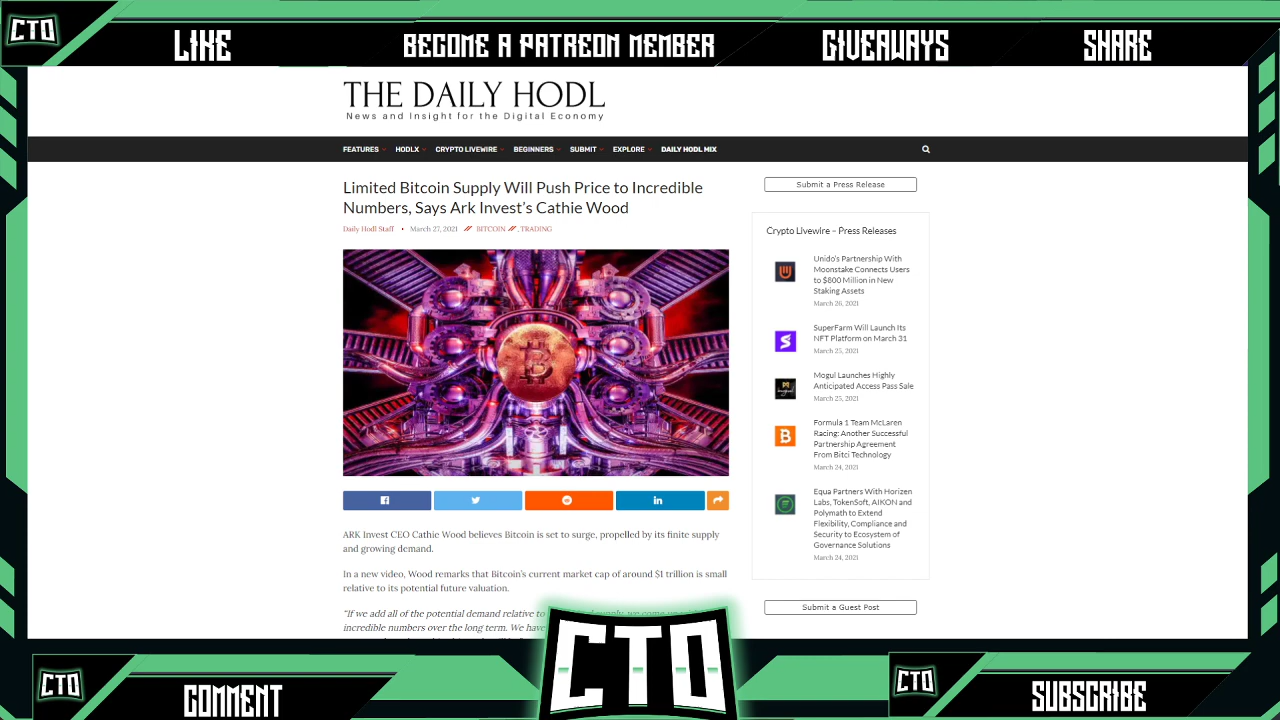 CTO
LIKE
BECOME A PATREON MEMBER
GIVEAWAYS
SHARE
THE DAILY HODL
News and Insight for the Digital Economy
FEATURES HODLX CRYPTO LIVEWIRE BEGINNERS SUBMIT EXPLORE DAILY HODL MIX
Limited Bitcoin Supply Will Push Price to Incredible
Numbers, Says Ark Invest’s Cathie Wood
Daily Hodl Staff • March 27, 2021 // BITCOIN //, TRADING
ARK Invest CEO Cathie Wood believes Bitcoin is set to surge, propelled by its finite supply
and growing demand.
In a new video, Wood remarks that Bitcoin’s current market cap of around $1 trillion is small
relative to its potential future valuation.
“If we add all of the potential demand relative to
incredible numbers over the long term. We have
Submit a Press Release
Crypto Livewire – Press Releases
Unido’s Partnership With
Moonstake Connects Users
to $800 Million in New
Staking Assets
March 26, 2021
SuperFarm Will Launch Its
NFT Platform on March 31
March 25, 2021
Mogul Launches Highly
Anticipated Access Pass Sale
March 25, 2021
Formula 1 Team McLaren
Racing: Another Successful
Partnership Agreement
From Bitci Technology
March 24, 2021
Equa Partners With Horizen
Labs, TokenSoft, AIKON and
Polymath to Extend
Flexibility, Compliance and
Security to Ecosystem of
Governance Solutions
March 24, 2021
Submit a Guest Post
CTO
COMMENT
CTO
CTO
SUBSCRIBE